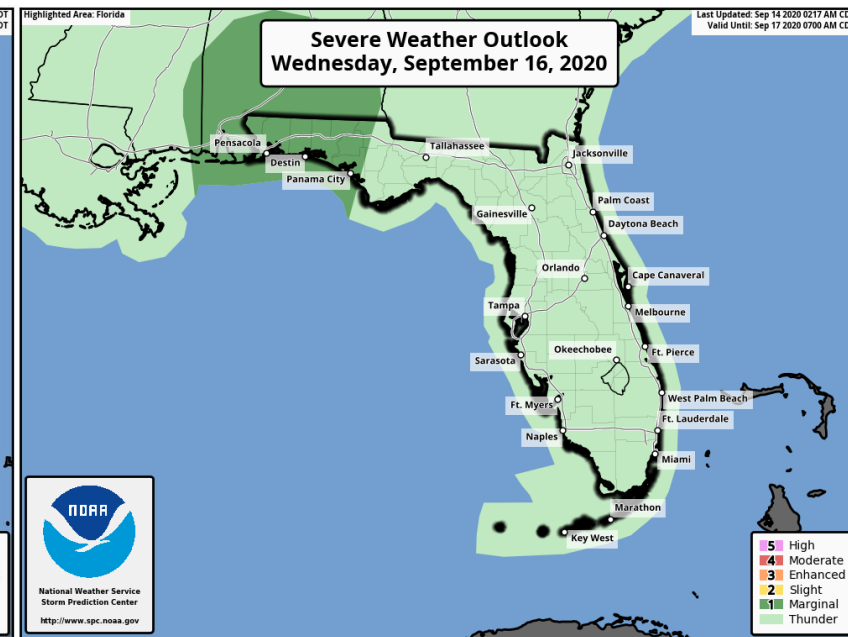 DT
DT
Highlighted Area: Florida
Last Updated: Sep 14 2020 0217 AM CD
Valid Until: Sep 17 2020 0700 AM CD
Severe Weather Outlook
Wednesday, September 16, 2020
Pensacola
Destin
Panama City
Tallahassee
Jacksonville
Palm Coast
Gainesville
Daytona Beach
Orlando
Cape Canaveral
Tampa
Melbourne
Okeechobee
Ft. Pierce
Sarasota
West Palm Beach
Ft. Myers
Ft. Lauderdale
Naples
Miami
Marathon
Key West
NOAA
National Weather Service
Storm Prediction Center
http://www.spc.noaa.gov
5 High
4 Moderate
3 Enhanced
2 Slight
1 Marginal
Thunder